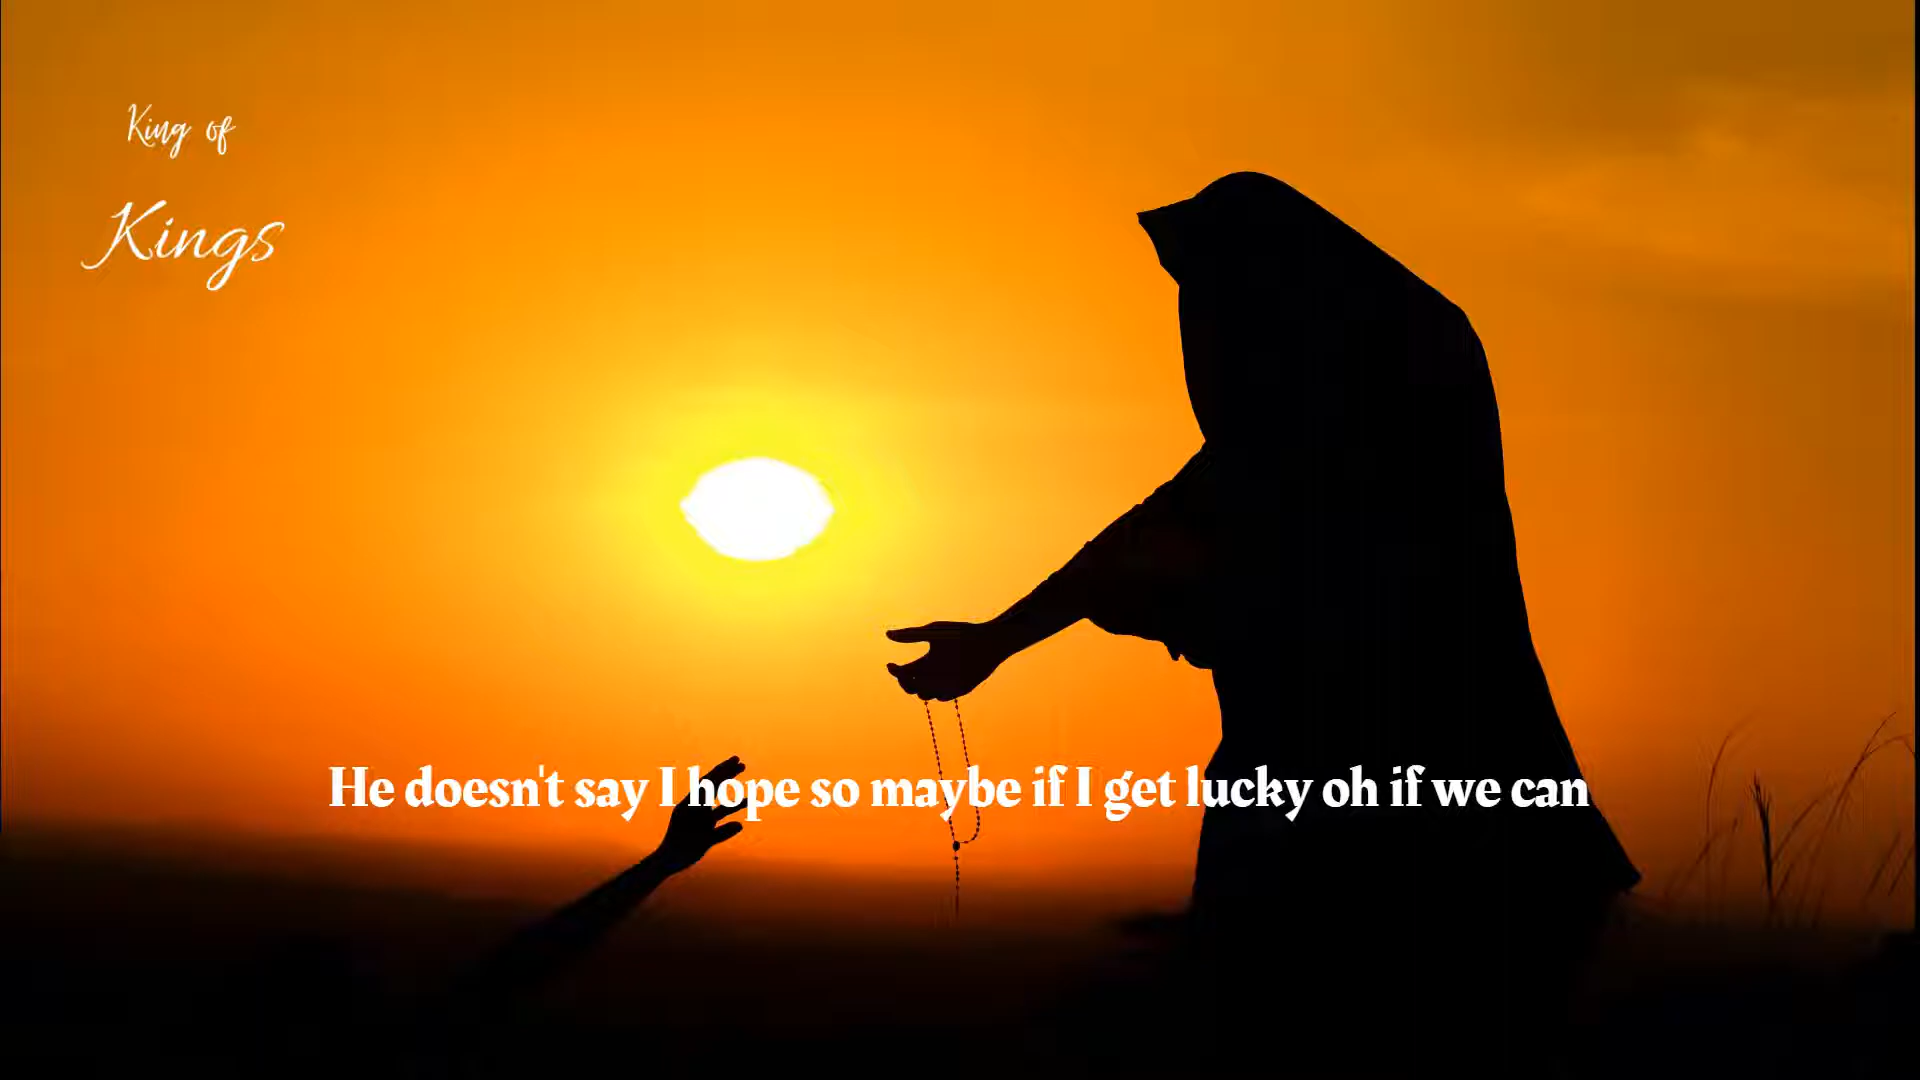 King of
Kings
He doesn't say I hope so maybe if I get lucky oh if we can